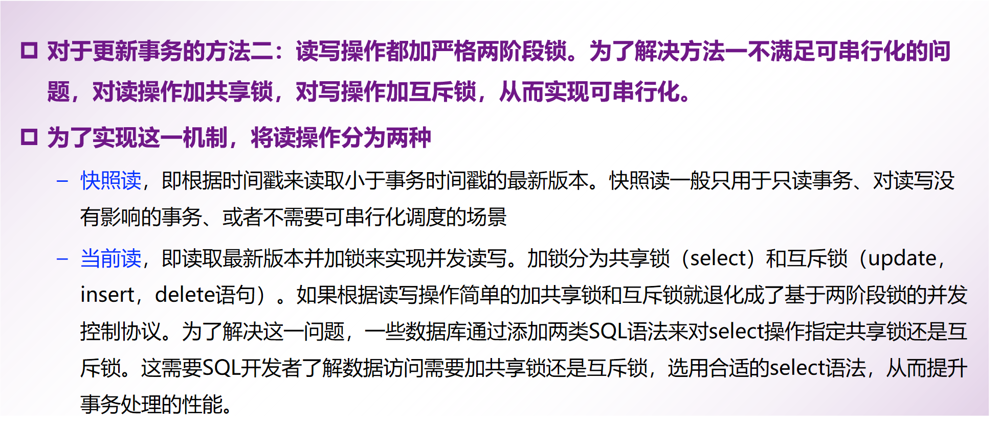 对于更新事务的方法二：读写操作都加严格两阶段锁。为了解决方法一不满足可串行化的问
题，对读操作加共享锁，对写操作加互斥锁，从而实现可串行化。
为了实现这一机制，将读操作分为两种
– 快照读，即根据时间戳来读取小于事务时间戳的最新版本。快照读一般只用于只读事务、对读写没
有影响的事务、或者不需要可串行化调度的场景
– 当前读，即读取最新版本并加锁来实现并发读写。加锁分为共享锁（select）和互斥锁（update，
insert，delete语句）。如果根据读写操作简单的加共享锁和互斥锁就退化成了基于两阶段锁的并发
控制协议。为了解决这一问题，一些数据库通过添加两类SQL语法来对select操作指定共享锁还是互
斥锁。这需要SQL开发者了解数据访问需要加共享锁还是互斥锁，选用合适的select语法，从而提升
事务处理的性能。